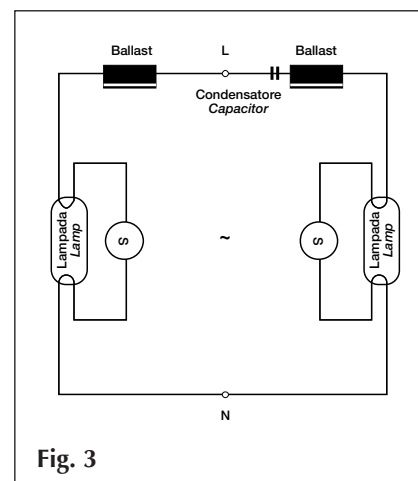 Ballast
L
Ballast
Condensatore
Capacitor
Lampada
Lamp
S
~
S
Lampada
Lamp
N
Fig. 3